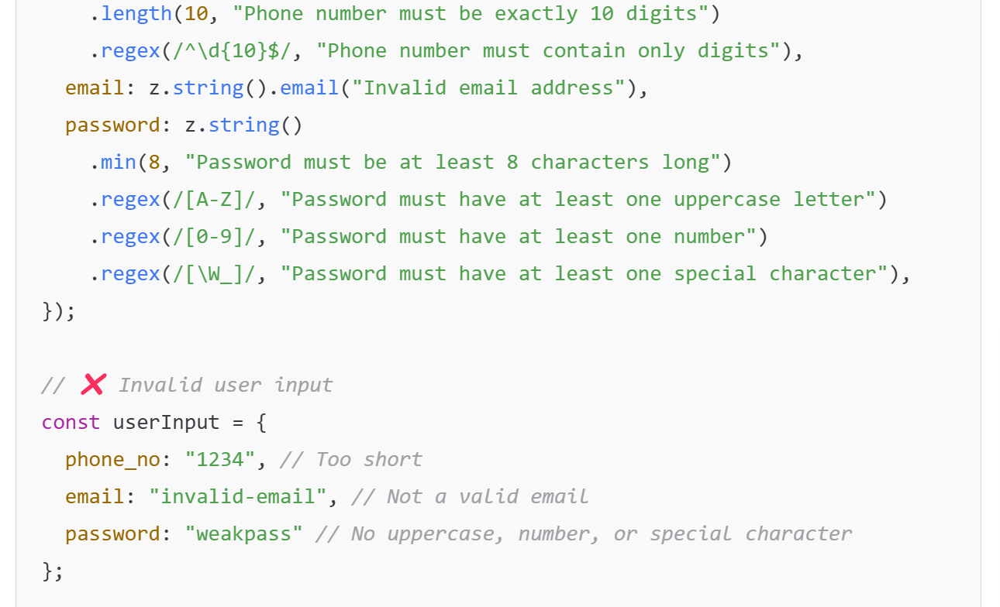 .length(10, "Phone number must be exactly 10 digits")
.regex(/^\d{10}$/, "Phone number must contain only digits"),
email: z.string().email("Invalid email address"),
password: z.string()
.min(8, "Password must be at least 8 characters long")
.regex(/[A-Z]/, "Password must have at least one uppercase letter")
.regex(/[0-9]/, "Password must have at least one number")
.regex(/[\W_]/, "Password must have at least one special character"),
});
// ❌ Invalid user input
const userInput = {
phone_no: "1234", // Too short
email: "invalid-email", // Not a valid email
password: "weakpass" // No uppercase, number, or special character
};